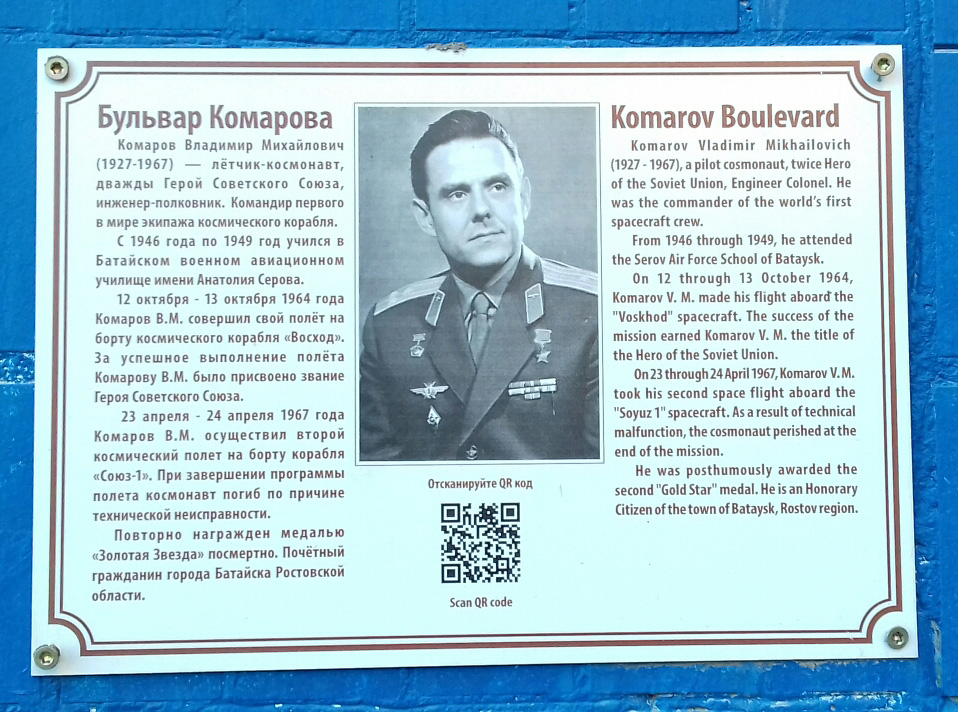 Бульвар Комарова
Комаров Владимир Михайлович
(1927-1967) — лётчик-космонавт,
дважды Герой Советского Союза,
инженер-полковник. Командир первого
в мире экипажа космического корабля.
С 1946 года по 1949 год учился в
Батайском военном авиационном
училище имени Анатолия Серова.
12 октября - 13 октября 1964 года
Комаров В.М. совершил свой полёт на
борту космического корабля «Восход».
За успешное выполнение полёта
Комарову В.М. было присвоено звание
Героя Советского Союза.
23 апреля - 24 апреля 1967 года
Комаров В.М. осуществил второй
космический полет на борту корабля
«Союз-1». При завершении программы
полета космонавт погиб по причине
технической неисправности.
Повторно награжден медалью
«Золотая Звезда» посмертно. Почётный
гражданин города Батайска Ростовской
области.
Отсканируйте QR код
Scan QR code
Komarov Boulevard
Komarov Vladimir Mikhailovich
(1927 - 1967), a pilot cosmonaut, twice Hero
of the Soviet Union, Engineer Colonel. He
was the commander of the world's first
spacecraft crew.
From 1946 through 1949, he attended
the Serov Air Force School of Bataysk.
On 12 through 13 October 1964,
Komarov V. M. made his flight aboard the
"Voskhod" spacecraft. The success of the
mission earned Komarov V. M. the title of
the Hero of the Soviet Union.
On 23 through 24 April 1967, Komarov V. M.
took his second space flight aboard the
"Soyuz 1" spacecraft. As a result of technical
malfunction, the cosmonaut perished at the
end of the mission.
He was posthumously awarded the
second "Gold Star" medal. He is an Honorary
Citizen of the town of Bataysk, Rostov region.